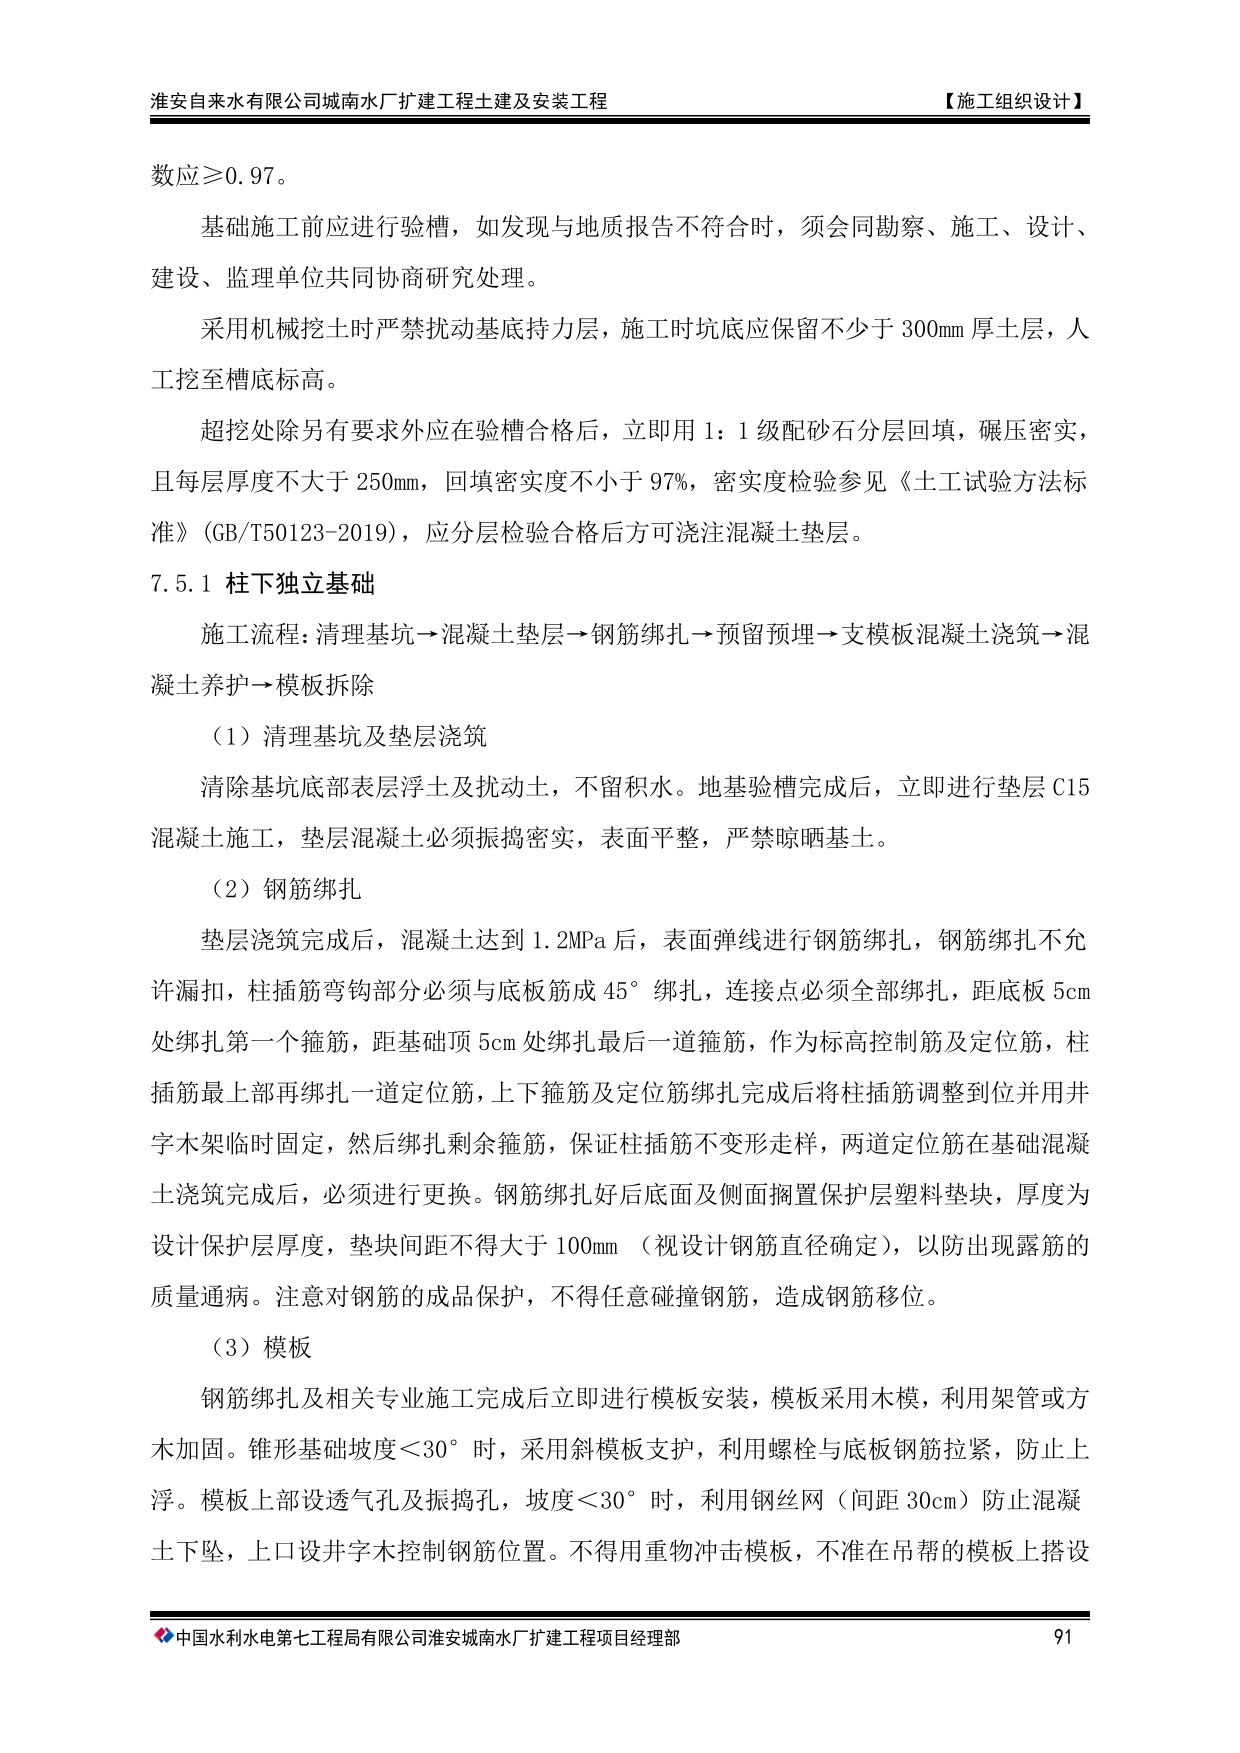 淮安自来水有限公司城南水厂扩建工程土建及安装工程 【施工组织设计】
数应≥0.97。
基础施工前应进行验槽，如发现与地质报告不符合时，须会同勘察、施工、设计、
建设、监理单位共同协商研究处理。
采用机械挖土时严禁扰动基底持力层，施工时坑底应保留不少于 300mm 厚土层，人
工挖至槽底标高。
超挖处除另有要求外应在验槽合格后，立即用 1：1 级配砂石分层回填，碾压密实，
且每层厚度不大于 250mm，回填密实度不小于 97%，密实度检验参见《土工试验方法标
准》(GB/T50123-2019)，应分层检验合格后方可浇注混凝土垫层。
7.5.1 柱下独立基础
施工流程：清理基坑→混凝土垫层→钢筋绑扎→预留预埋→支模板混凝土浇筑→混
凝土养护→模板拆除
（1）清理基坑及垫层浇筑
清除基坑底部表层浮土及扰动土，不留积水。地基验槽完成后，立即进行垫层 C15
混凝土施工，垫层混凝土必须振捣密实，表面平整，严禁晾晒基土。
（2）钢筋绑扎
垫层浇筑完成后，混凝土达到 1.2MPa 后，表面弹线进行钢筋绑扎，钢筋绑扎不允
许漏扣，柱插筋弯钩部分必须与底板筋成 45°绑扎，连接点必须全部绑扎，距底板 5cm
处绑扎第一个箍筋，距基础顶 5cm 处绑扎最后一道箍筋，作为标高控制筋及定位筋，柱
插筋最上部再绑扎一道定位筋，上下箍筋及定位筋绑扎完成后将柱插筋调整到位并用井
字木架临时固定，然后绑扎剩余箍筋，保证柱插筋不变形走样，两道定位筋在基础混凝
土浇筑完成后，必须进行更换。钢筋绑扎好后底面及侧面搁置保护层塑料垫块，厚度为
设计保护层厚度，垫块间距不得大于 100mm （视设计钢筋直径确定），以防出现露筋的
质量通病。注意对钢筋的成品保护，不得任意碰撞钢筋，造成钢筋移位。
（3）模板
钢筋绑扎及相关专业施工完成后立即进行模板安装，模板采用木模，利用架管或方
木加固。锥形基础坡度＜30°时，采用斜模板支护，利用螺栓与底板钢筋拉紧，防止上
浮。模板上部设透气孔及振捣孔，坡度＜30°时，利用钢丝网（间距 30cm）防止混凝
土下坠，上口设井字木控制钢筋位置。不得用重物冲击模板，不准在吊帮的模板上搭设
中国水利水电第七工程局有限公司淮安城南水厂扩建工程项目经理部 91